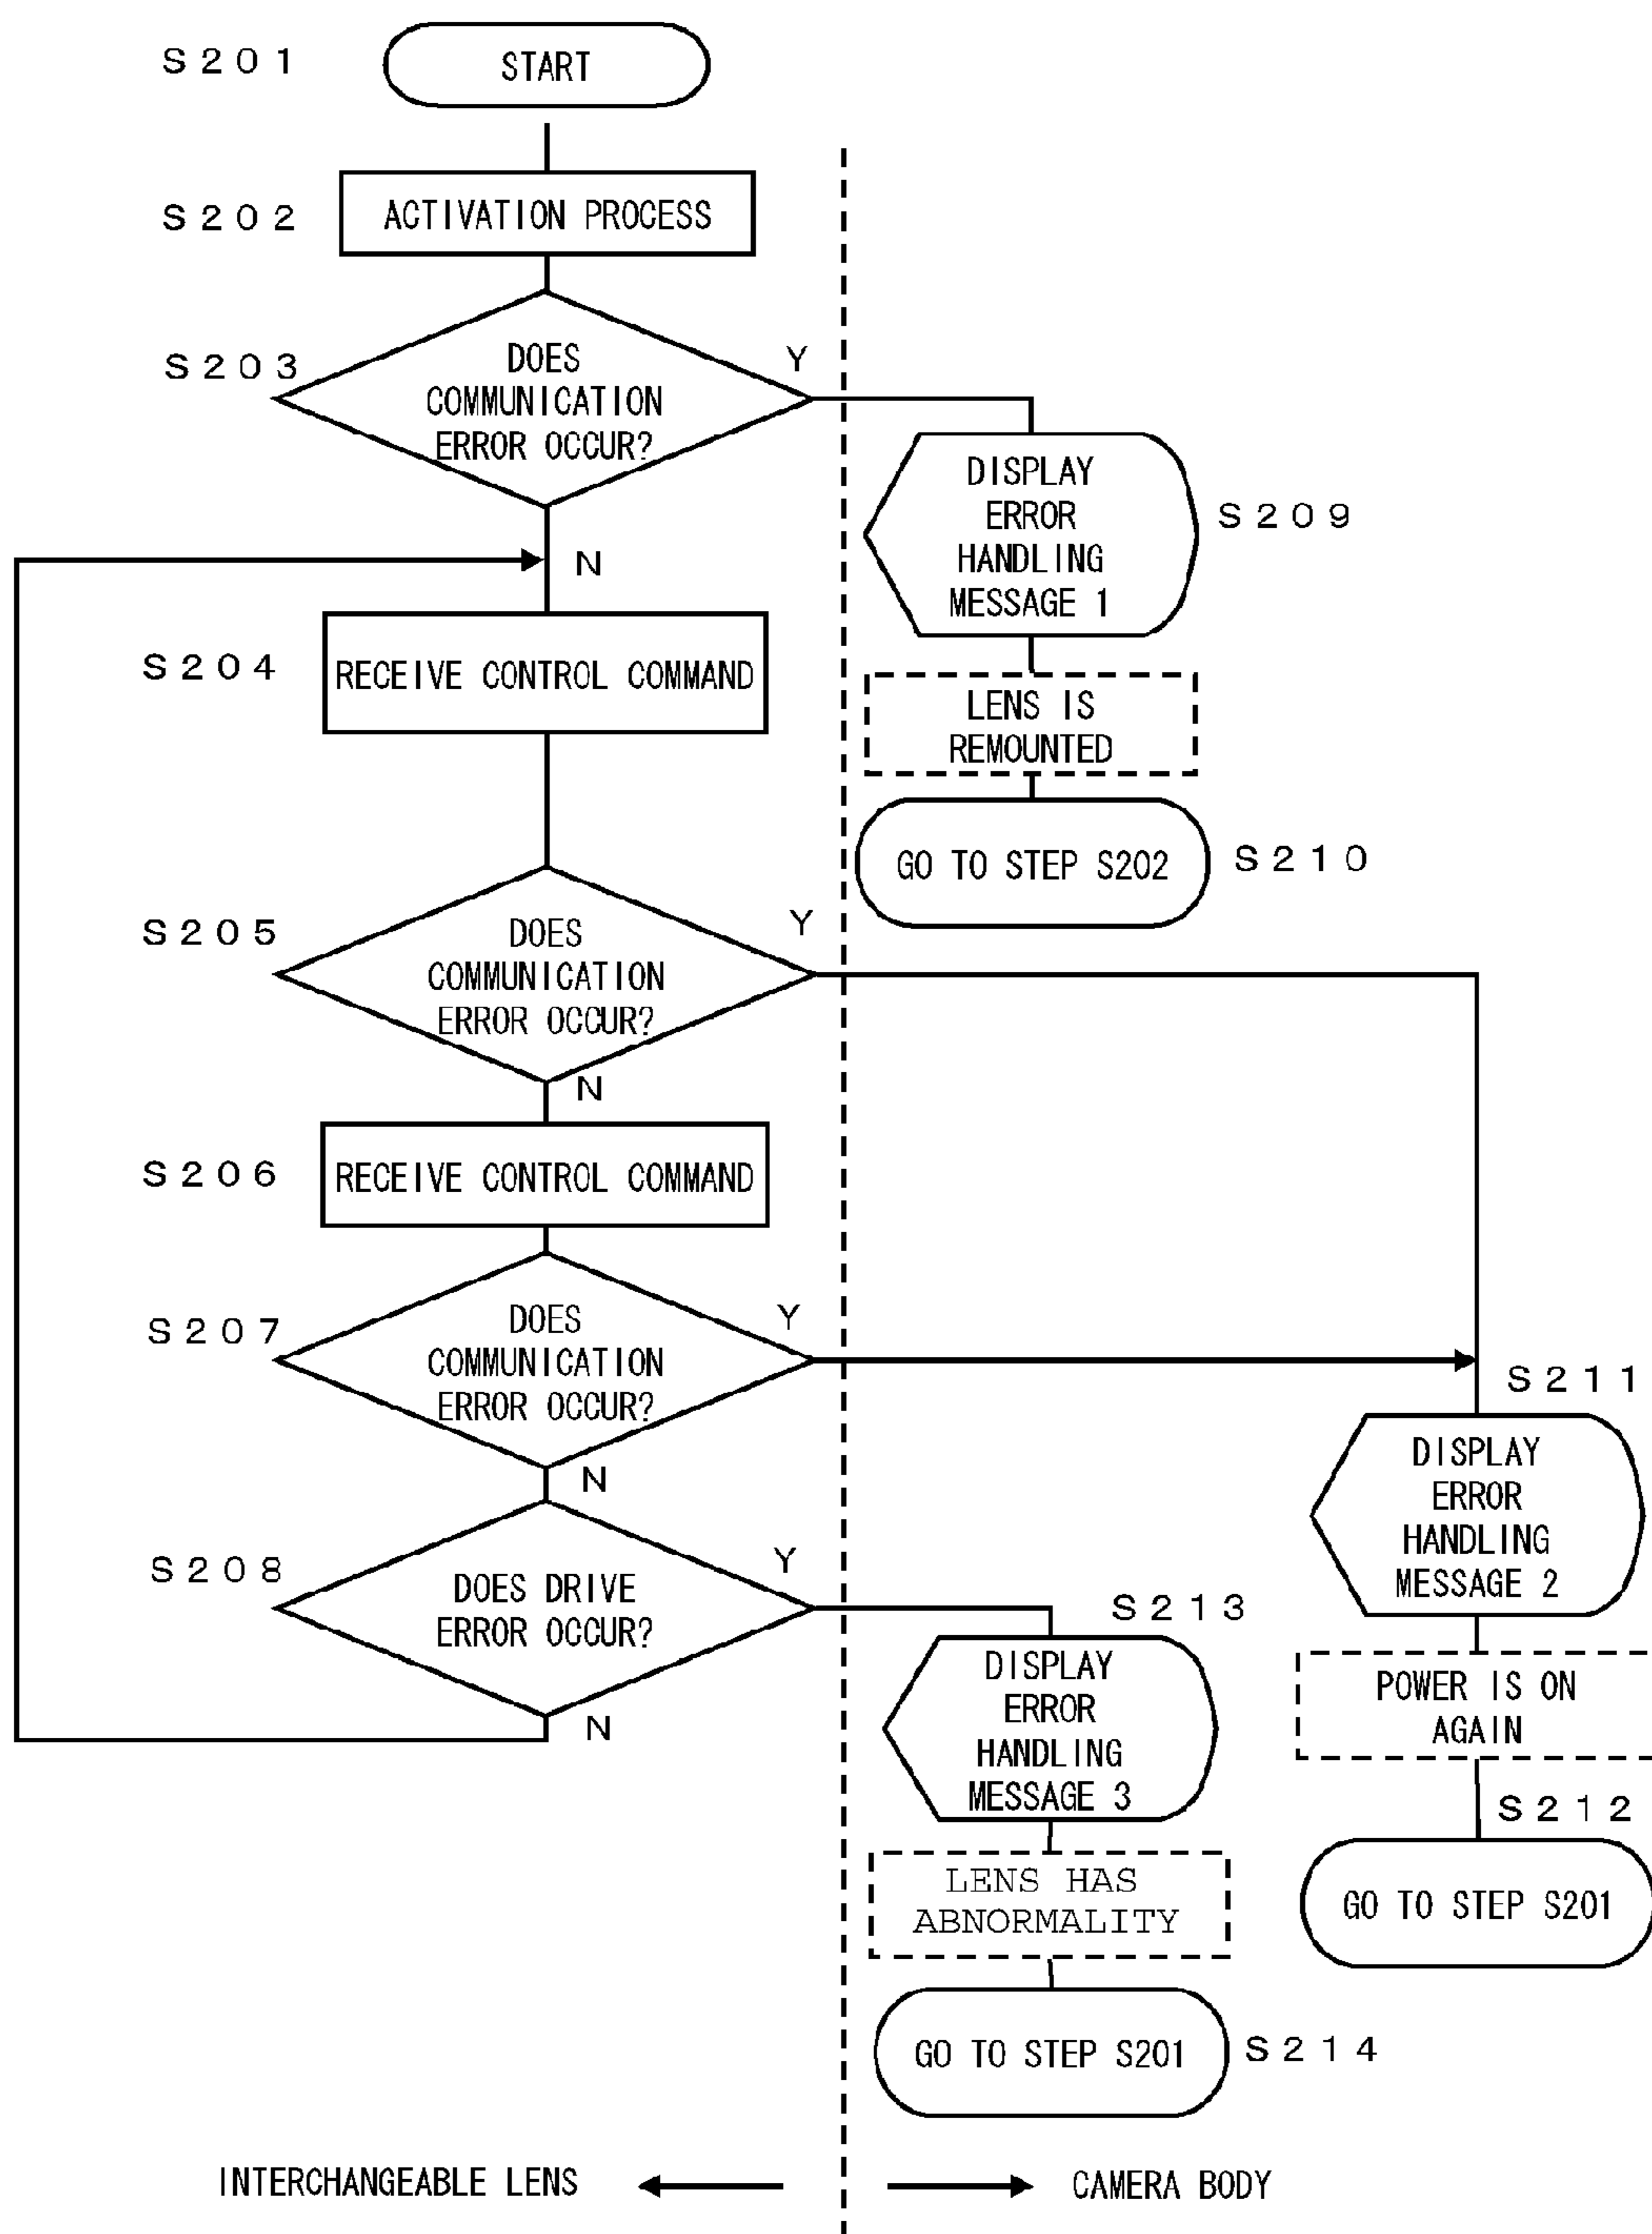 S201
START
S202
ACTIVATION PROCESS
S203
DOES
COMMUNICATION
ERROR OCCUR?
Y
N
DISPLAY
ERROR
HANDLING
MESSAGE 1
S209
LENS IS
REMOUNTED
GO TO STEP S202
S210
S204
RECEIVE CONTROL COMMAND
S205
DOES
COMMUNICATION
ERROR OCCUR?
Y
N
S206
RECEIVE CONTROL COMMAND
S207
DOES
COMMUNICATION
ERROR OCCUR?
Y
N
S211
DISPLAY
ERROR
HANDLING
MESSAGE 2
POWER IS ON
AGAIN
S212
GO TO STEP S201
S208
DOES DRIVE
ERROR OCCUR?
Y
N
S213
DISPLAY
ERROR
HANDLING
MESSAGE 3
LENS HAS
ABNORMALITY
GO TO STEP S201
S214
INTERCHANGEABLE LENS
CAMERA BODY